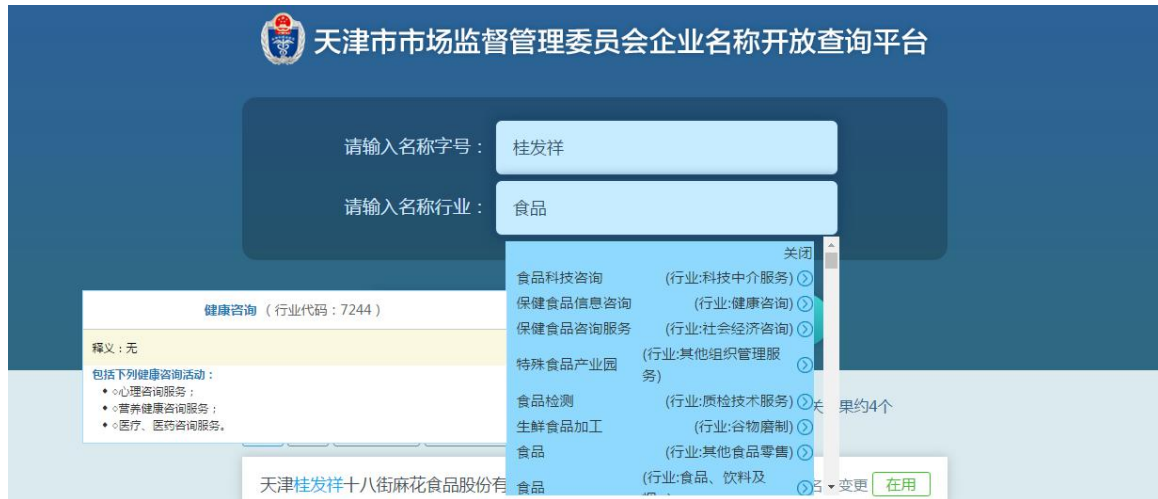 天津市市场监督管理委员会企业名称开放查询平台
请输入名称字号： 桂发祥
请输入名称行业： 食品
关闭
食品科技咨询 (行业:科技中介服务)
保健食品信息咨询 (行业:健康咨询)
保健食品咨询服务 (行业:社会经济咨询)
特殊食品产业园 (行业:其他组织管理服
务)
食品检测 (行业:质检技术服务)
生鲜食品加工 (行业:谷物磨制)
食品 (行业:其他食品零售)
食品 (行业:食品、饮料及
健康咨询 （ 行业代码：7244 ）
释义：无
包括下列健康咨询活动：
◆ ○心理咨询服务；
◆ ○营养健康咨询服务；
◆ ○医疗、医药咨询服务。
关 果约4个
天津桂发祥十八街麻花食品股份有
名 变更 在用